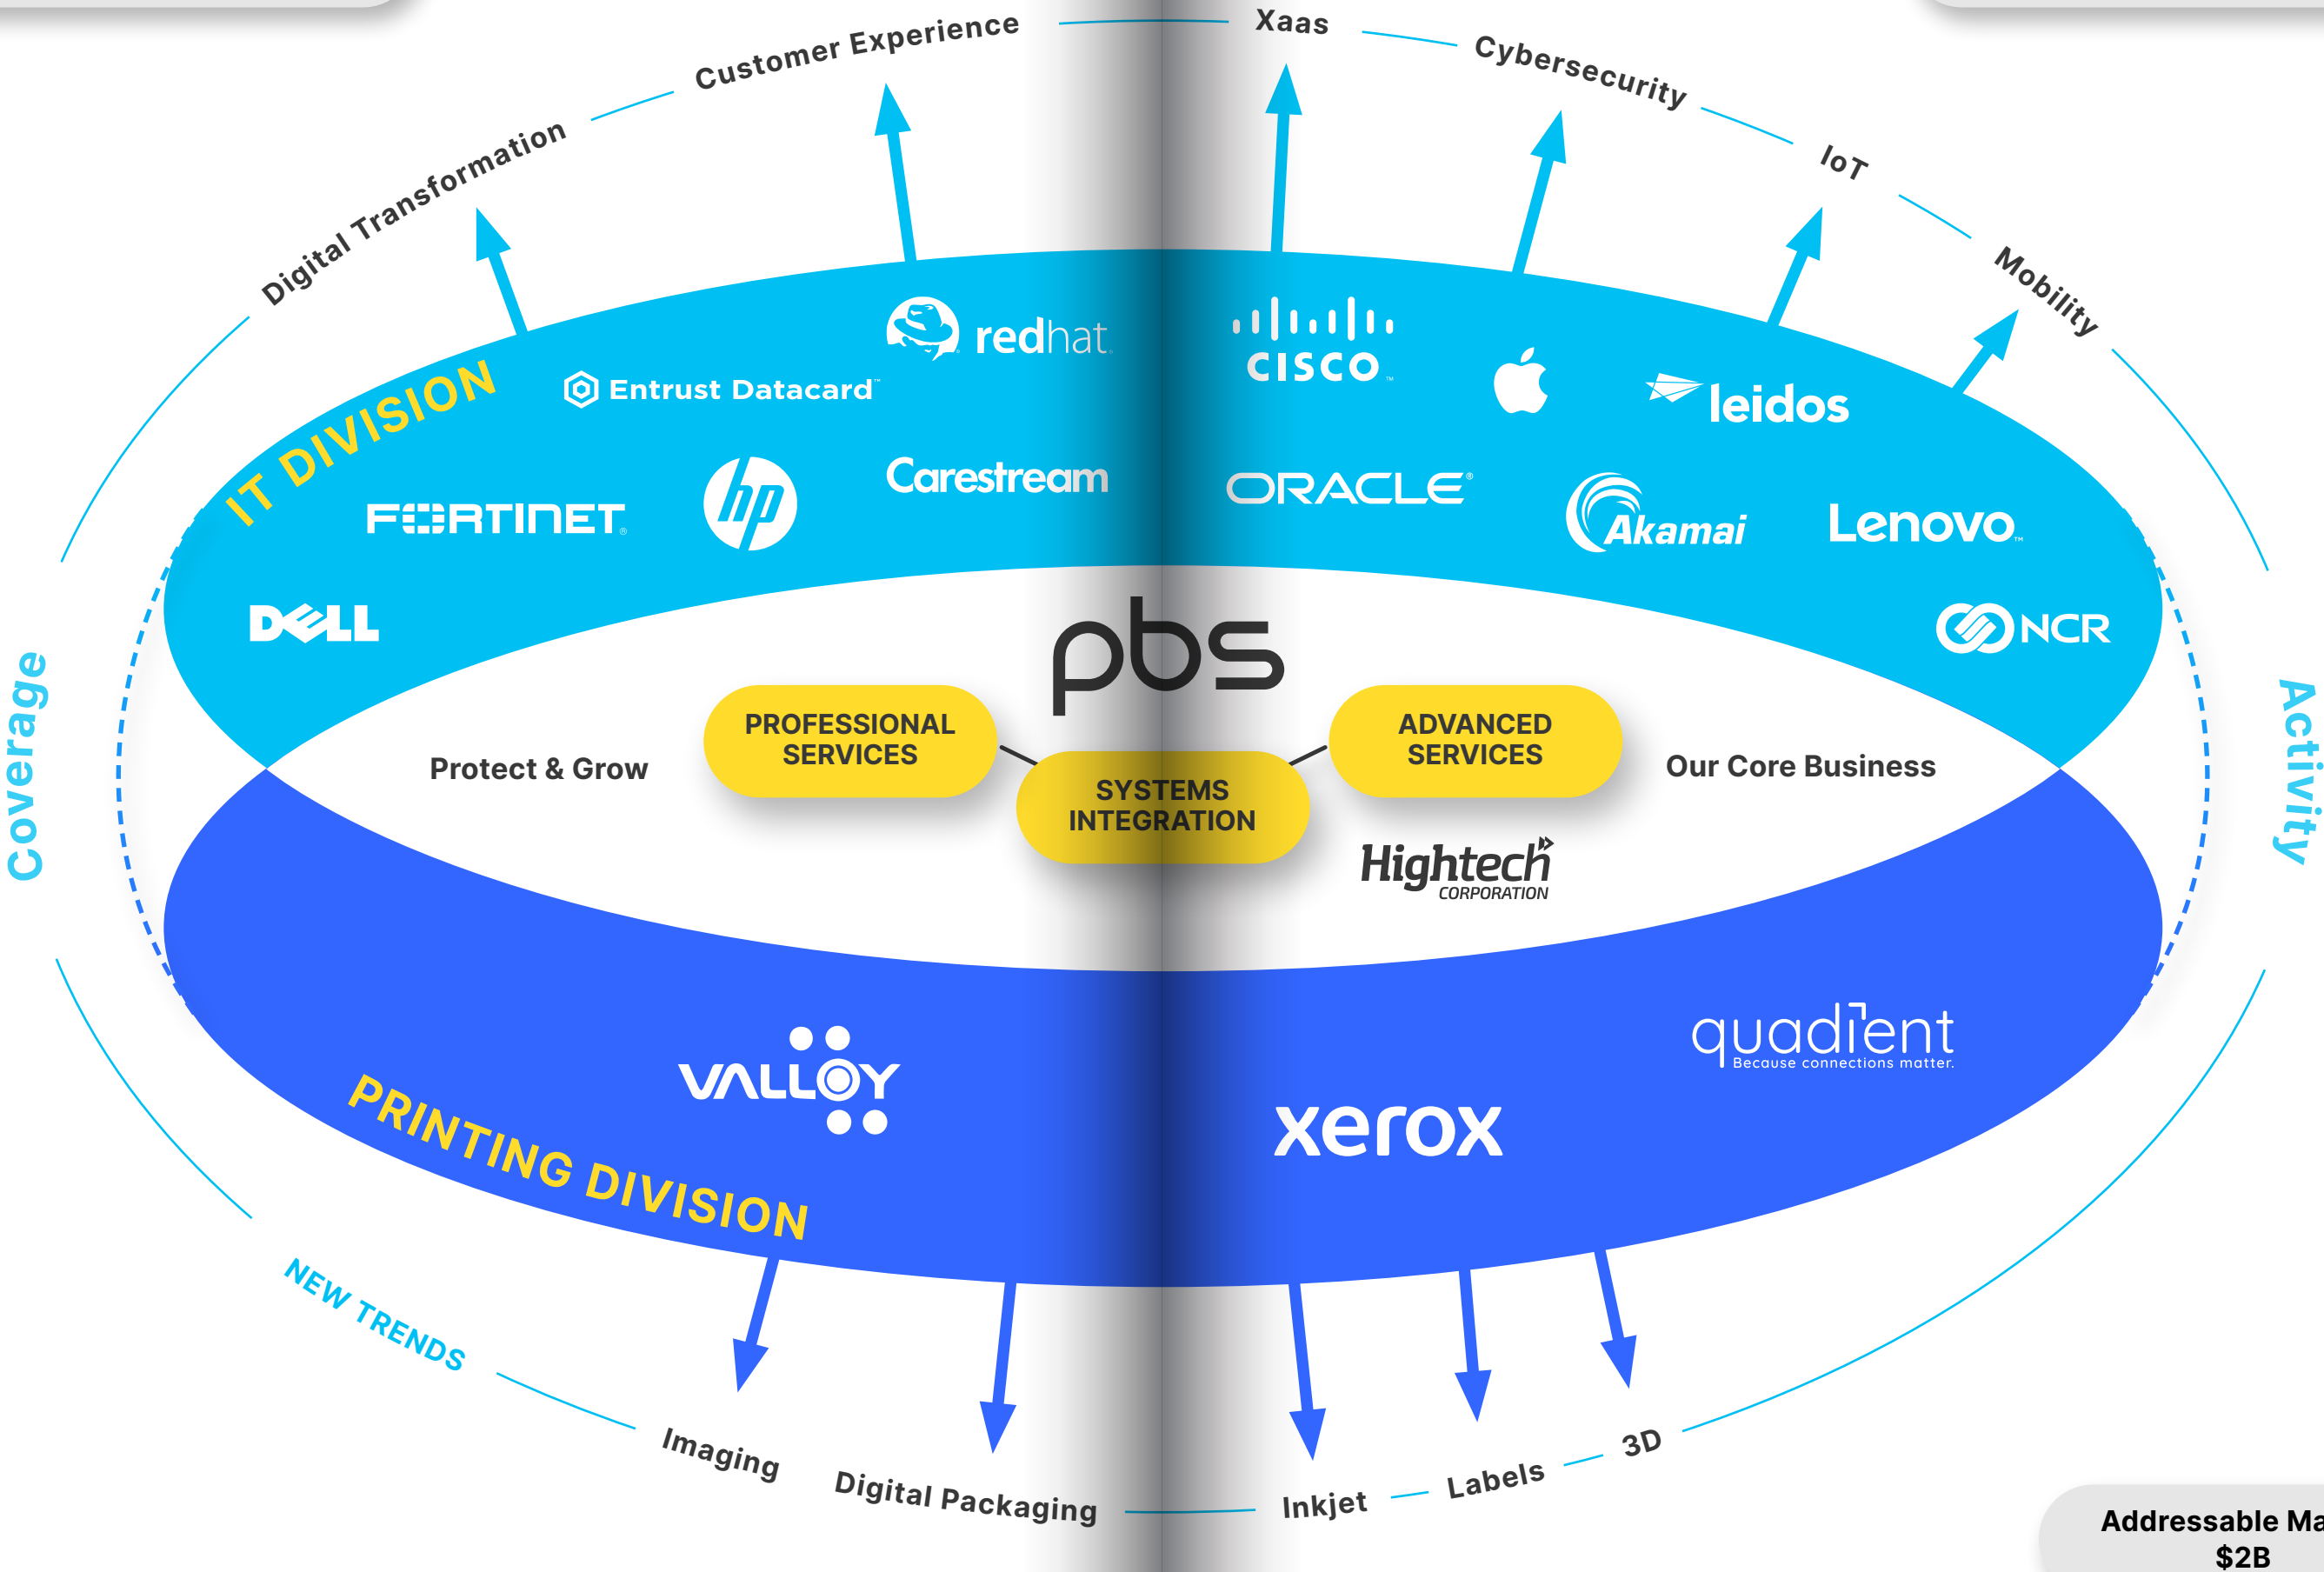 Customer Experience
Xaas
Cybersecurity
Digital Transformation
IoT
Mobility
IT DIVISION
redhat
CISCO
Entrust Datacard
leidos
FORTINET
hp
Carestream
ORACLE
Akamai
Lenovo
DELL
NCR
Coverage
Activity
pbs
PROFESSIONAL
SERVICES
ADVANCED
SERVICES
SYSTEMS
INTEGRATION
Protect & Grow
Our Core Business
Hightech
CORPORATION
VALLOY
quadient
Because connections matter.
xerox
PRINTING DIVISION
NEW TRENDS
Imaging
Digital Packaging
Inkjet
Labels
3D
Addressable
$2B